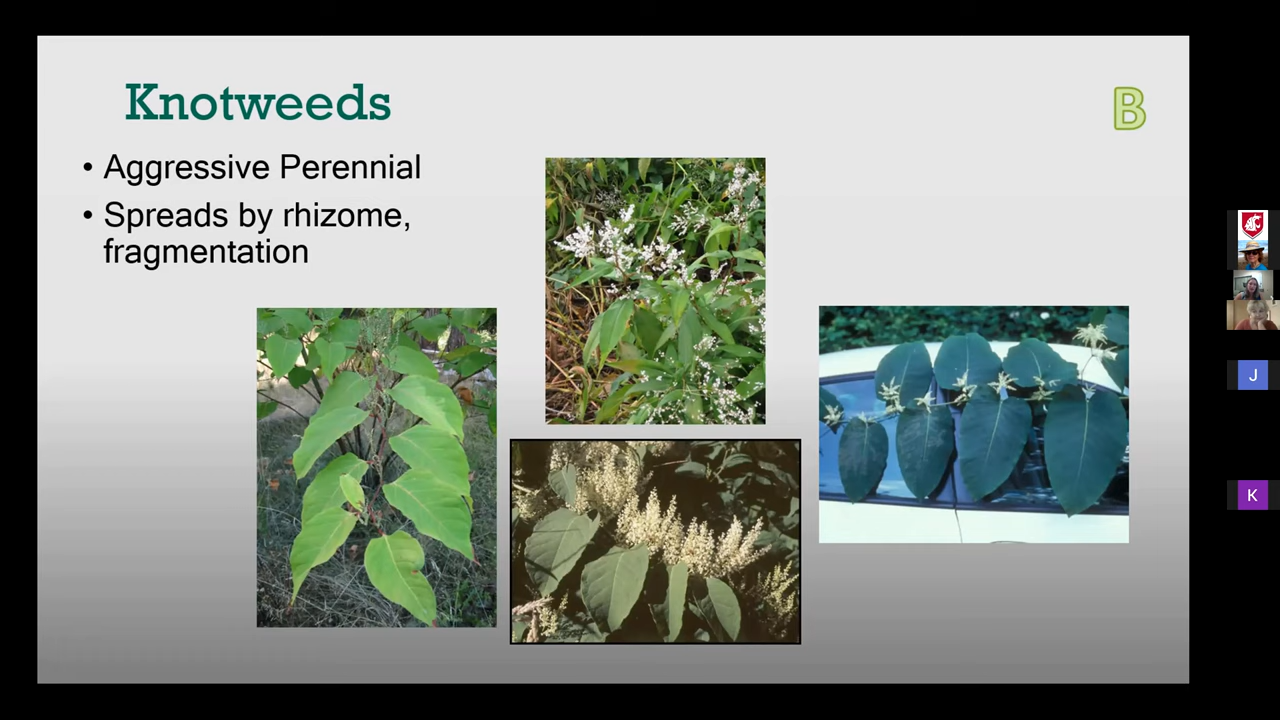 Knotweeds
B
• Aggressive Perennial
• Spreads by rhizome,
fragmentation
J
K